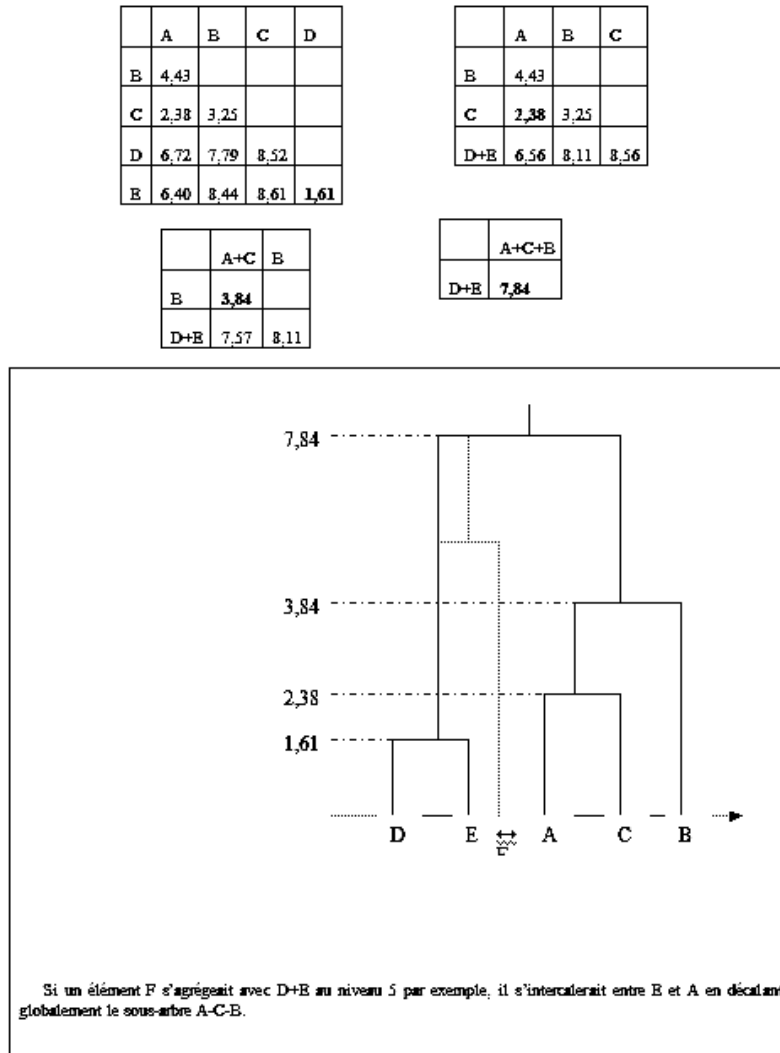 A B C D
B 4,43
C 2,38 3,25
D 6,72 7,79 8,52
E 6,40 8,44 8,61 1,61
A B C
B 4,43
C 2,38 3,25
D+E 6,56 8,11 8,56
A+C B
B 3,84
D+E 7,57 8,11
A+C+B
D+E 7,84
7,84
3,84
2,38
1,61
D E F A C B
Si un élément F s'agrégeait avec D+E au niveau 5 par exemple, il s'intercalerait entre E et A en décalant
globalement le sous-arbre A-C-B.